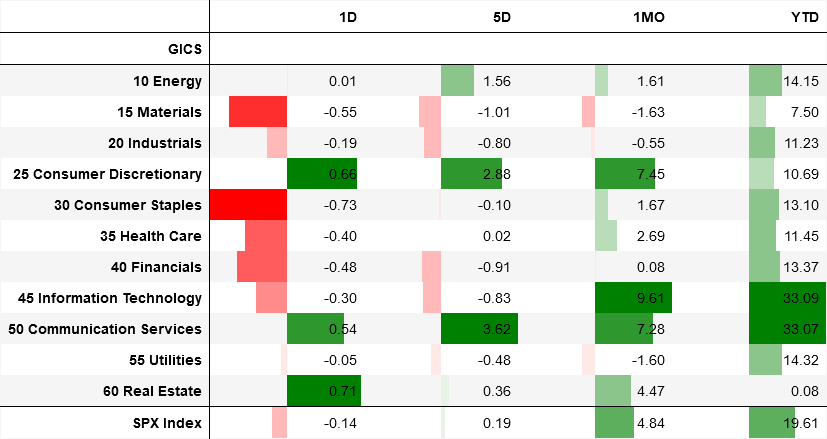 1D 5D 1MO YTD
GICS
10 Energy 0.01 1.56 1.61 14.15
15 Materials -0.55 -1.01 -1.63 7.50
20 Industrials -0.19 -0.80 -0.55 11.23
25 Consumer Discretionary 0.66 2.88 7.45 10.69
30 Consumer Staples -0.73 -0.10 1.67 13.10
35 Health Care -0.40 0.02 2.69 11.45
40 Financials -0.48 -0.91 0.08 13.37
45 Information Technology -0.30 -0.83 9.61 33.09
50 Communication Services 0.54 3.62 7.28 33.07
55 Utilities -0.05 -0.48 -1.60 14.32
60 Real Estate 0.71 0.36 4.47 0.08
SPX Index -0.14 0.19 4.84 19.61